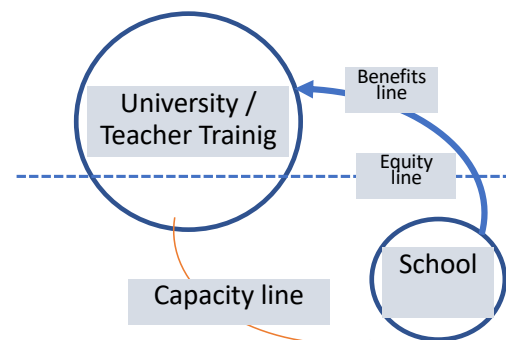 University /
Teacher Trainig
Benefits
line
Equity
line
School
Capacity line